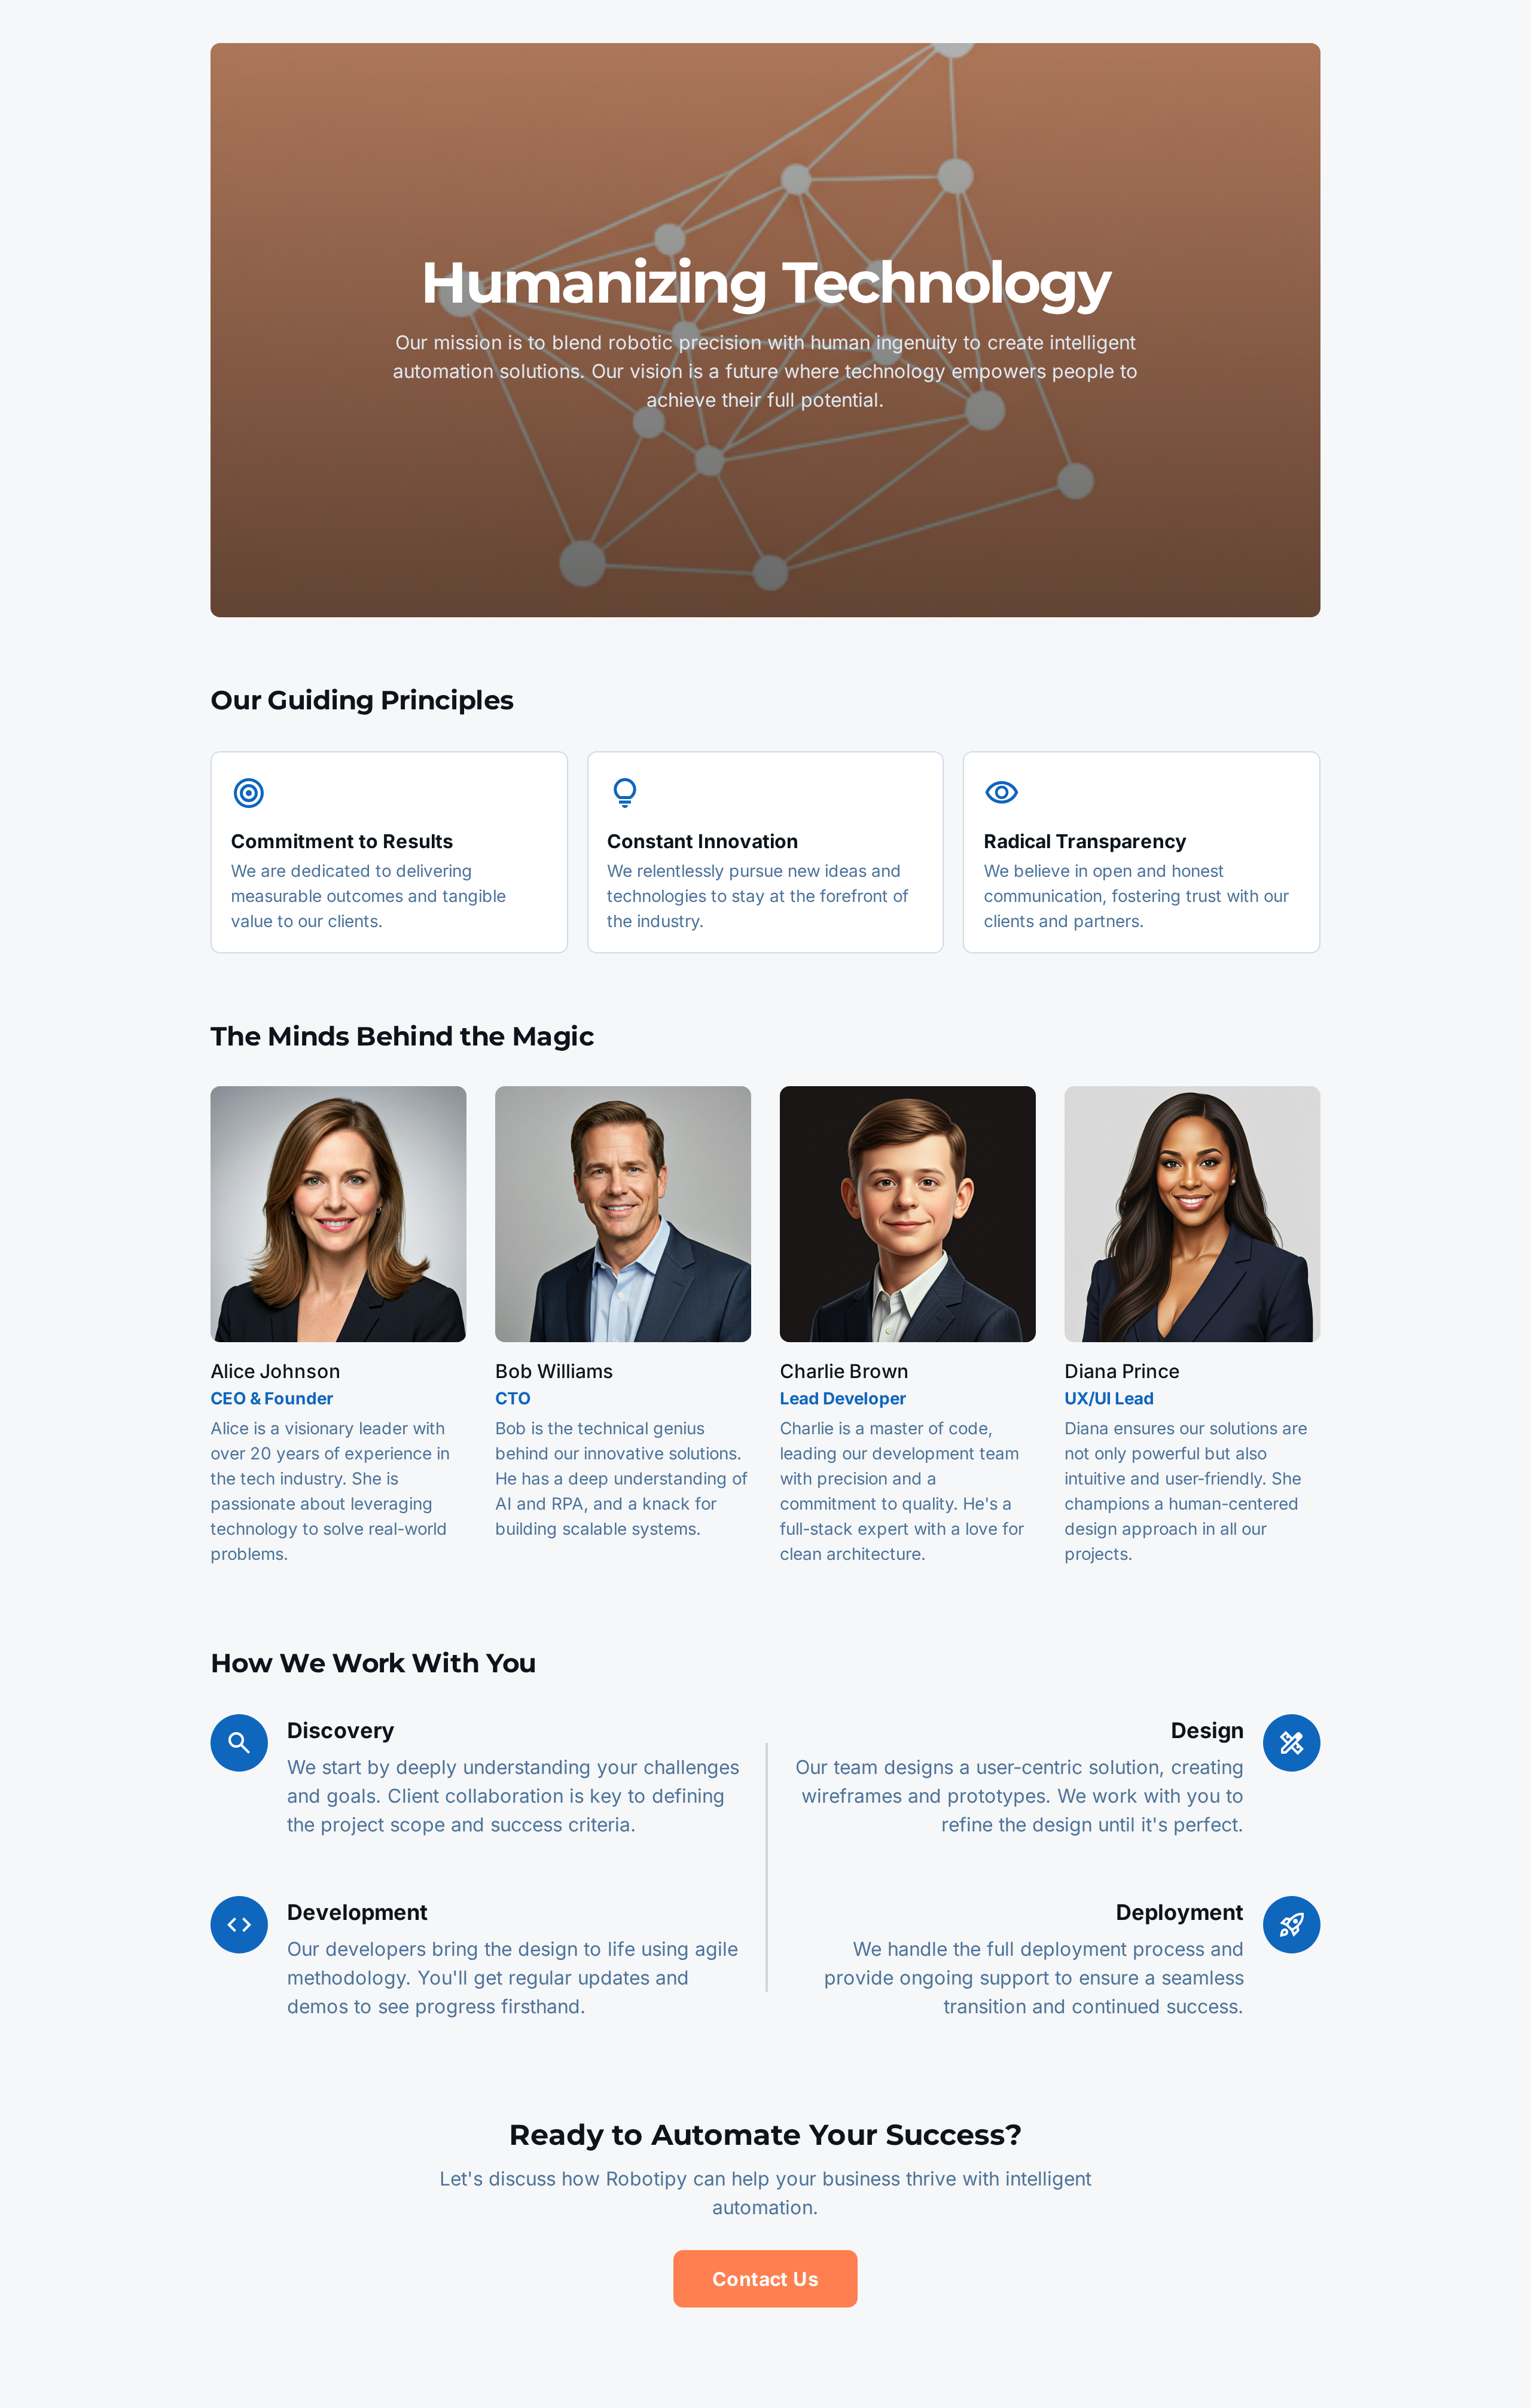 Humanizing Technology
Our mission is to blend robotic precision with human ingenuity to create intelligent
automation solutions. Our vision is a future where technology empowers people to
achieve their full potential.
Our Guiding Principles
Commitment to Results
We are dedicated to delivering
measurable outcomes and tangible
value to our clients.
Constant Innovation
We relentlessly pursue new ideas and
technologies to stay at the forefront of
the industry.
Radical Transparency
We believe in open and honest
communication, fostering trust with our
clients and partners.
The Minds Behind the Magic
Alice Johnson
CEO & Founder
Alice is a visionary leader with
over 20 years of experience in
the tech industry. She is
passionate about leveraging
technology to solve real-world
problems.
Bob Williams
CTO
Bob is the technical genius
behind our innovative solutions.
He has a deep understanding of
AI and RPA, and a knack for
building scalable systems.
Charlie Brown
Lead Developer
Charlie is a master of code,
leading our development team
with precision and a
commitment to quality. He's a
full-stack expert with a love for
clean architecture.
Diana Prince
UX/UI Lead
Diana ensures our solutions are
not only powerful but also
intuitive and user-friendly. She
champions a human-centered
design approach in all our
projects.
How We Work With You
Discovery
We start by deeply understanding your challenges
and goals. Client collaboration is key to defining
the project scope and success criteria.
Design
Our team designs a user-centric solution, creating
wireframes and prototypes. We work with you to
refine the design until it's perfect.
Development
Our developers bring the design to life using agile
methodology. You'll get regular updates and
demos to see progress firsthand.
Deployment
We handle the full deployment process and
provide ongoing support to ensure a seamless
transition and continued success.
Ready to Automate Your Success?
Let's discuss how Robotipy can help your business thrive with intelligent
automation.
Contact Us